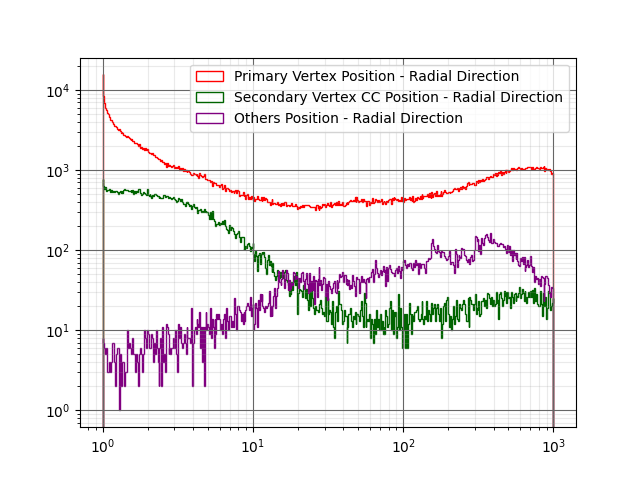 Primary Vertex Position - Radial Direction
Secondary Vertex CC Position - Radial Direction
Others Position - Radial Direction
10⁴
10³
10²
10¹
10⁰
10⁰ 10¹ 10² 10³